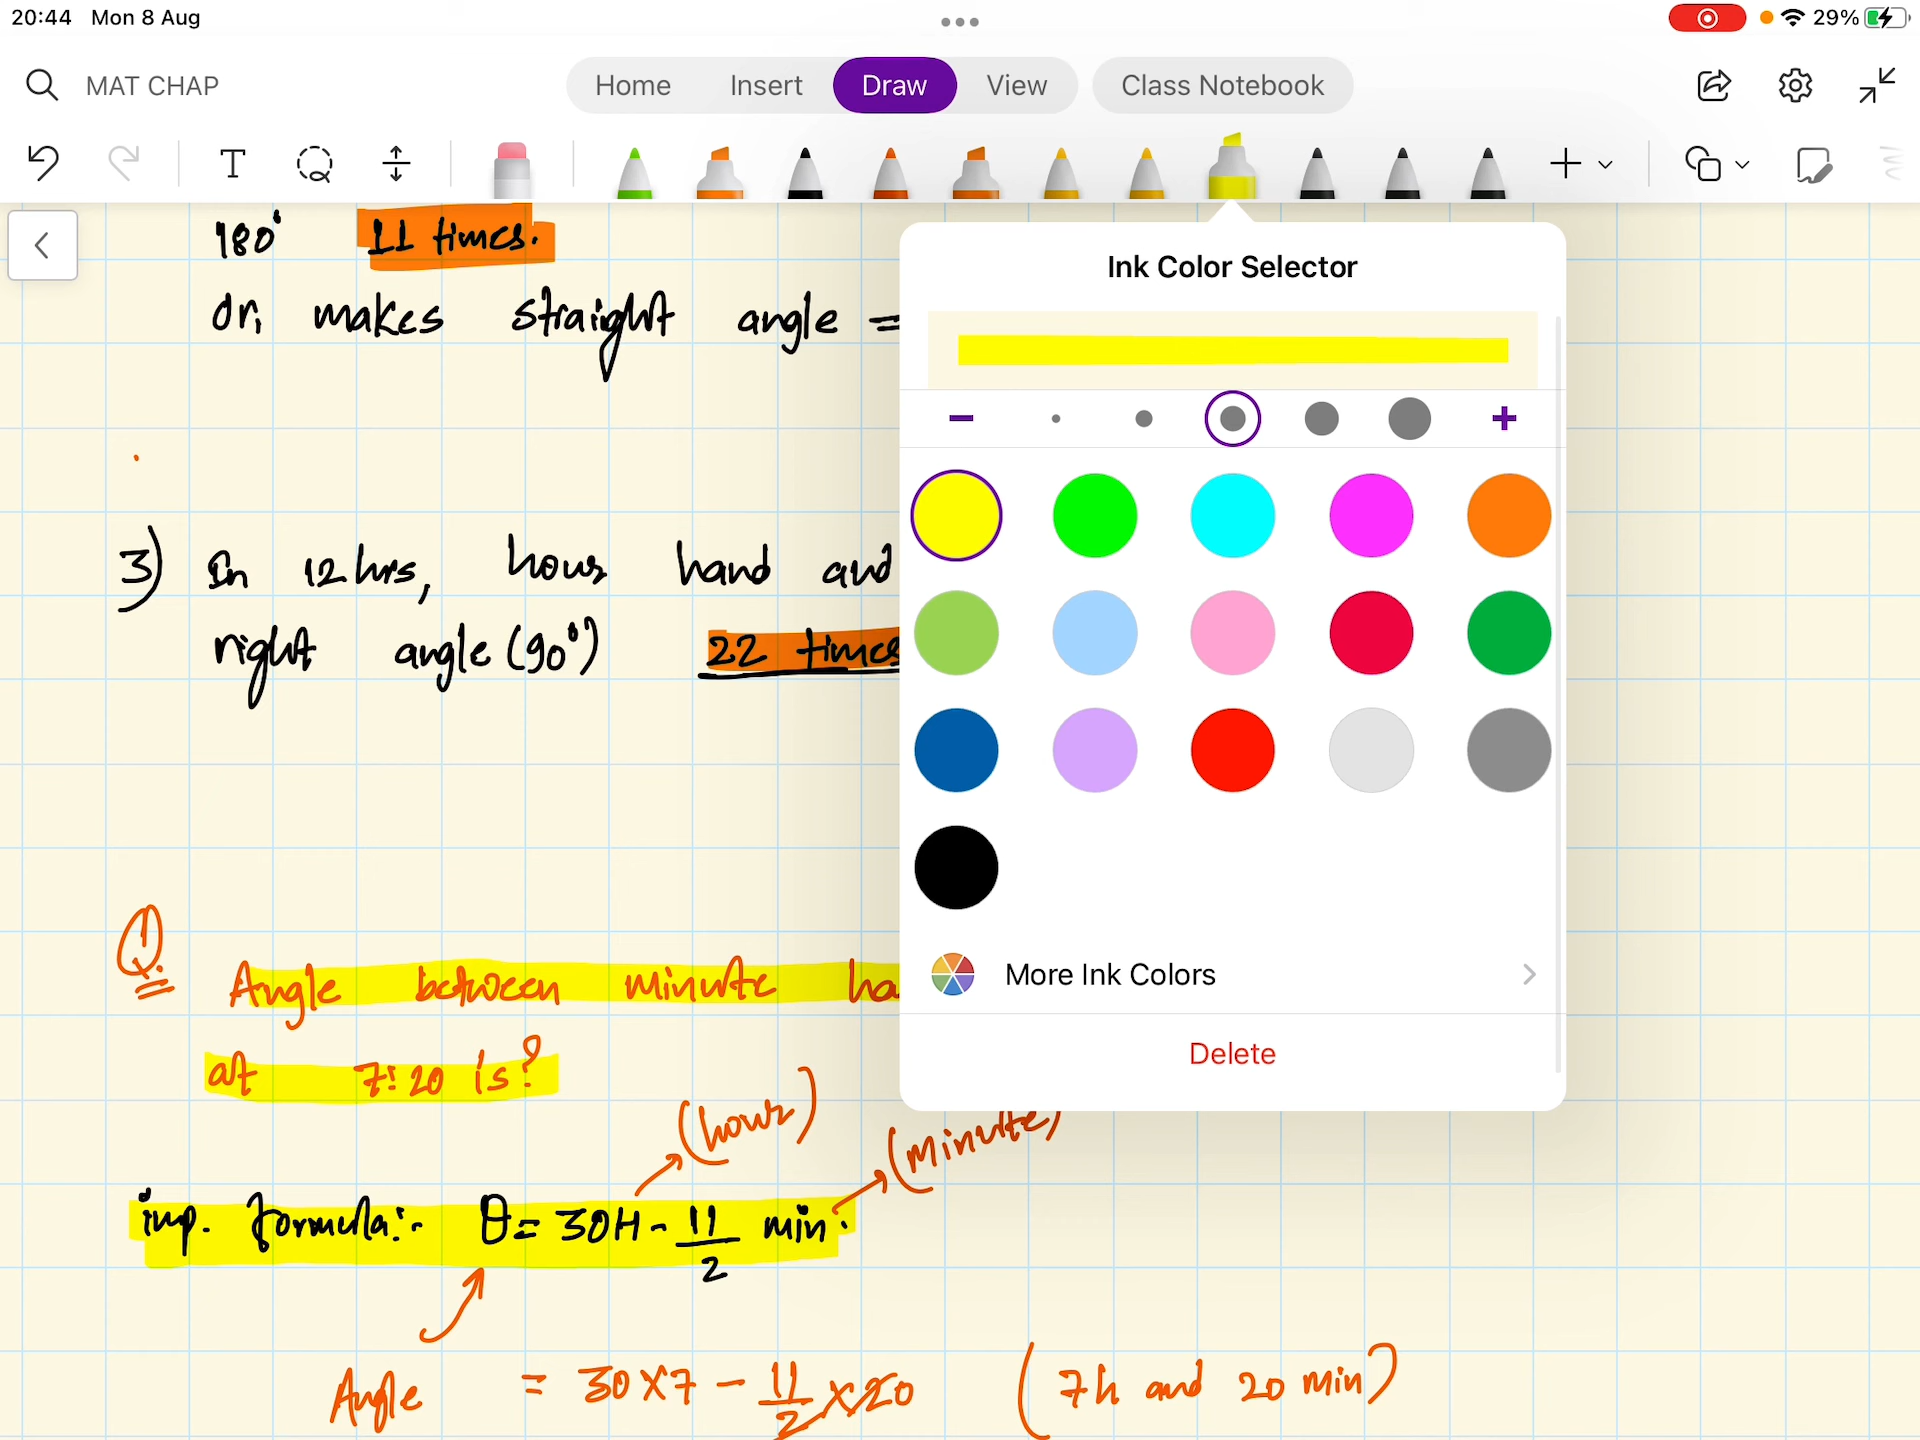 20:44 Mon 8 Aug
29%
MAT CHAP
Home Insert Draw View Class Notebook
T
180° 11 times.
or, makes straight angle =
Ink Color Selector
3) In 12 hrs, hour hand and
right angle (90°) 22 times
More Ink Colors
Delete
Q. Angle between minute ha
at 7:20 is?
(hour)
(minute)
imp. formula:- θ = 30H - 11/2 min.
Angle = 30×7 - 11/2 ×20 (7h and 20 min)